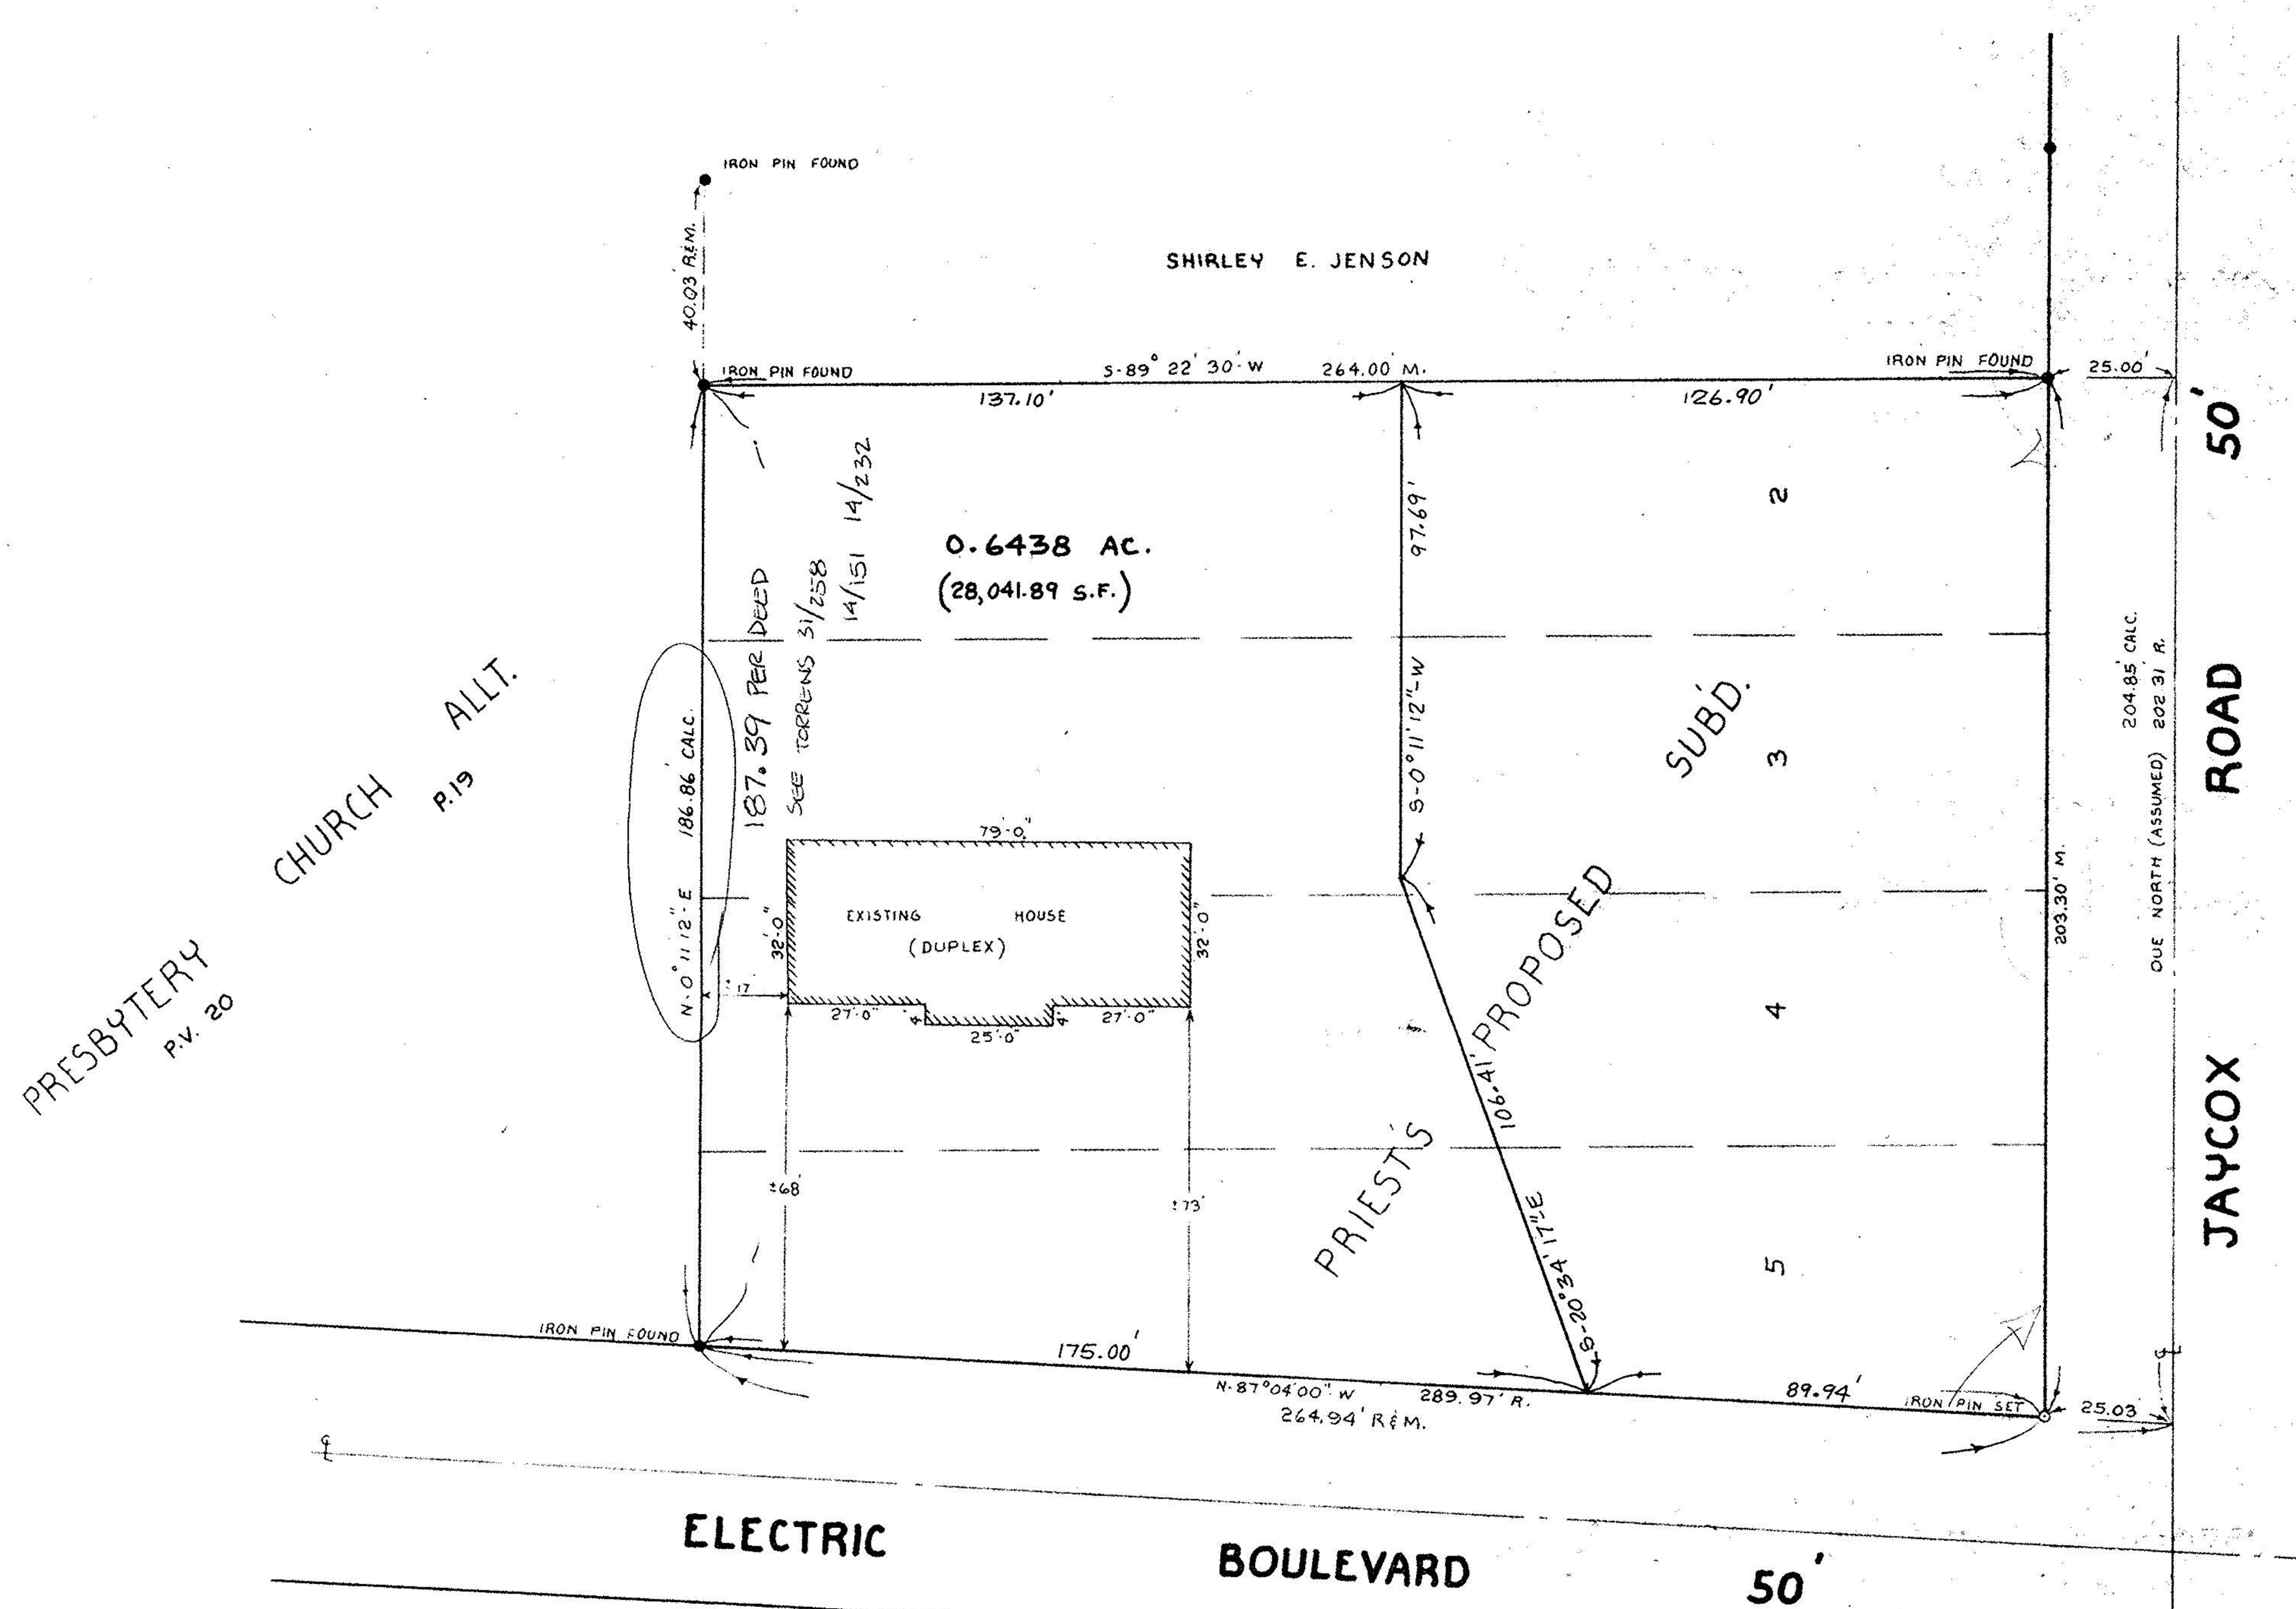 IRON PIN FOUND
40.03' R&M.
SHIRLEY E. JENSON
IRON PIN FOUND
S-89° 22' 30"-W 264.00' M.
IRON PIN FOUND
25.00'
137.10'
126.90'
50'
2
97.69'
14/232
14/151
0.6438 AC.
(28,041.89 S.F.)
187.39 PER DEED
SEE TORRENS 31/258
N-0° 11' 12"-E 186.86' CALC.
S-0°11'12"-W
204.85' CALC.
DUE NORTH (ASSUMED) 202.31' R.
JAYCOX ROAD
PRESBYTERY CHURCH ALLT.
P.V. 20 P.19
PRIEST'S PROPOSED SUB'D.
3
79'-0"
EXISTING HOUSE
(DUPLEX)
32'-0"
32'-0"
±17
27'-0"
4'
25'-0"
4'
27'-0"
203.30' M.
4
106.41'
±68'
±73'
S-20°34'17"-E
5
IRON PIN FOUND
175.00'
N-87°04'00"-W 289.97' R.
264.94' R&M.
89.94'
IRON PIN SET
25.03'
℄
℄
ELECTRIC BOULEVARD 50'